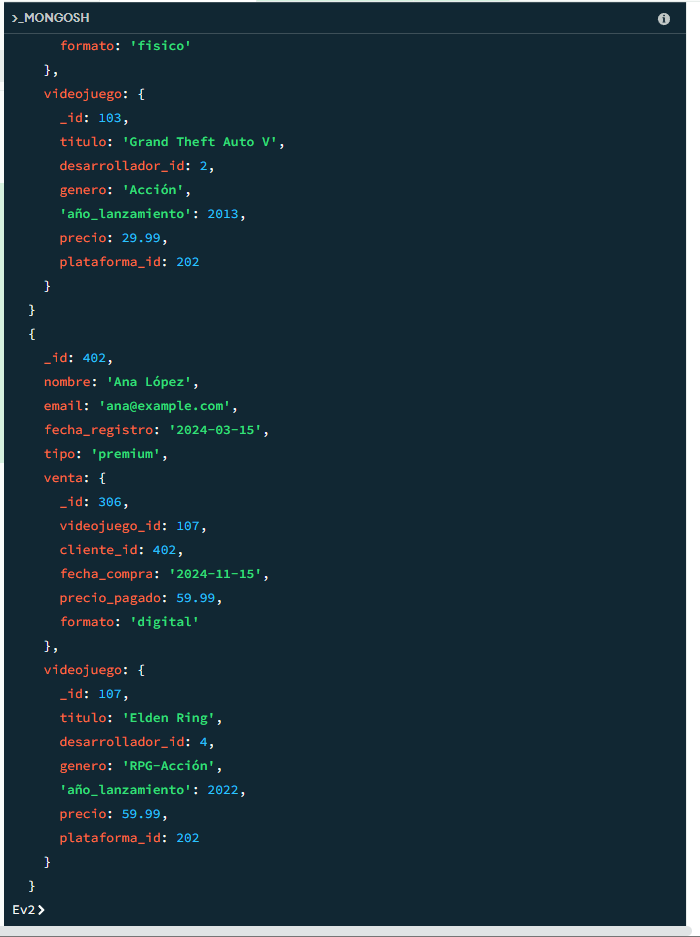 >_MONGOSH
formato: 'fisico'
},
videojuego: {
_id: 103,
titulo: 'Grand Theft Auto V',
desarrollador_id: 2,
genero: 'Acción',
'año_lanzamiento': 2013,
precio: 29.99,
plataforma_id: 202
}
}
{
_id: 402,
nombre: 'Ana López',
email: 'ana@example.com',
fecha_registro: '2024-03-15',
tipo: 'premium',
venta: {
_id: 306,
videojuego_id: 107,
cliente_id: 402,
fecha_compra: '2024-11-15',
precio_pagado: 59.99,
formato: 'digital'
},
videojuego: {
_id: 107,
titulo: 'Elden Ring',
desarrollador_id: 4,
genero: 'RPG-Acción',
'año_lanzamiento': 2022,
precio: 59.99,
plataforma_id: 202
}
}
Ev2>